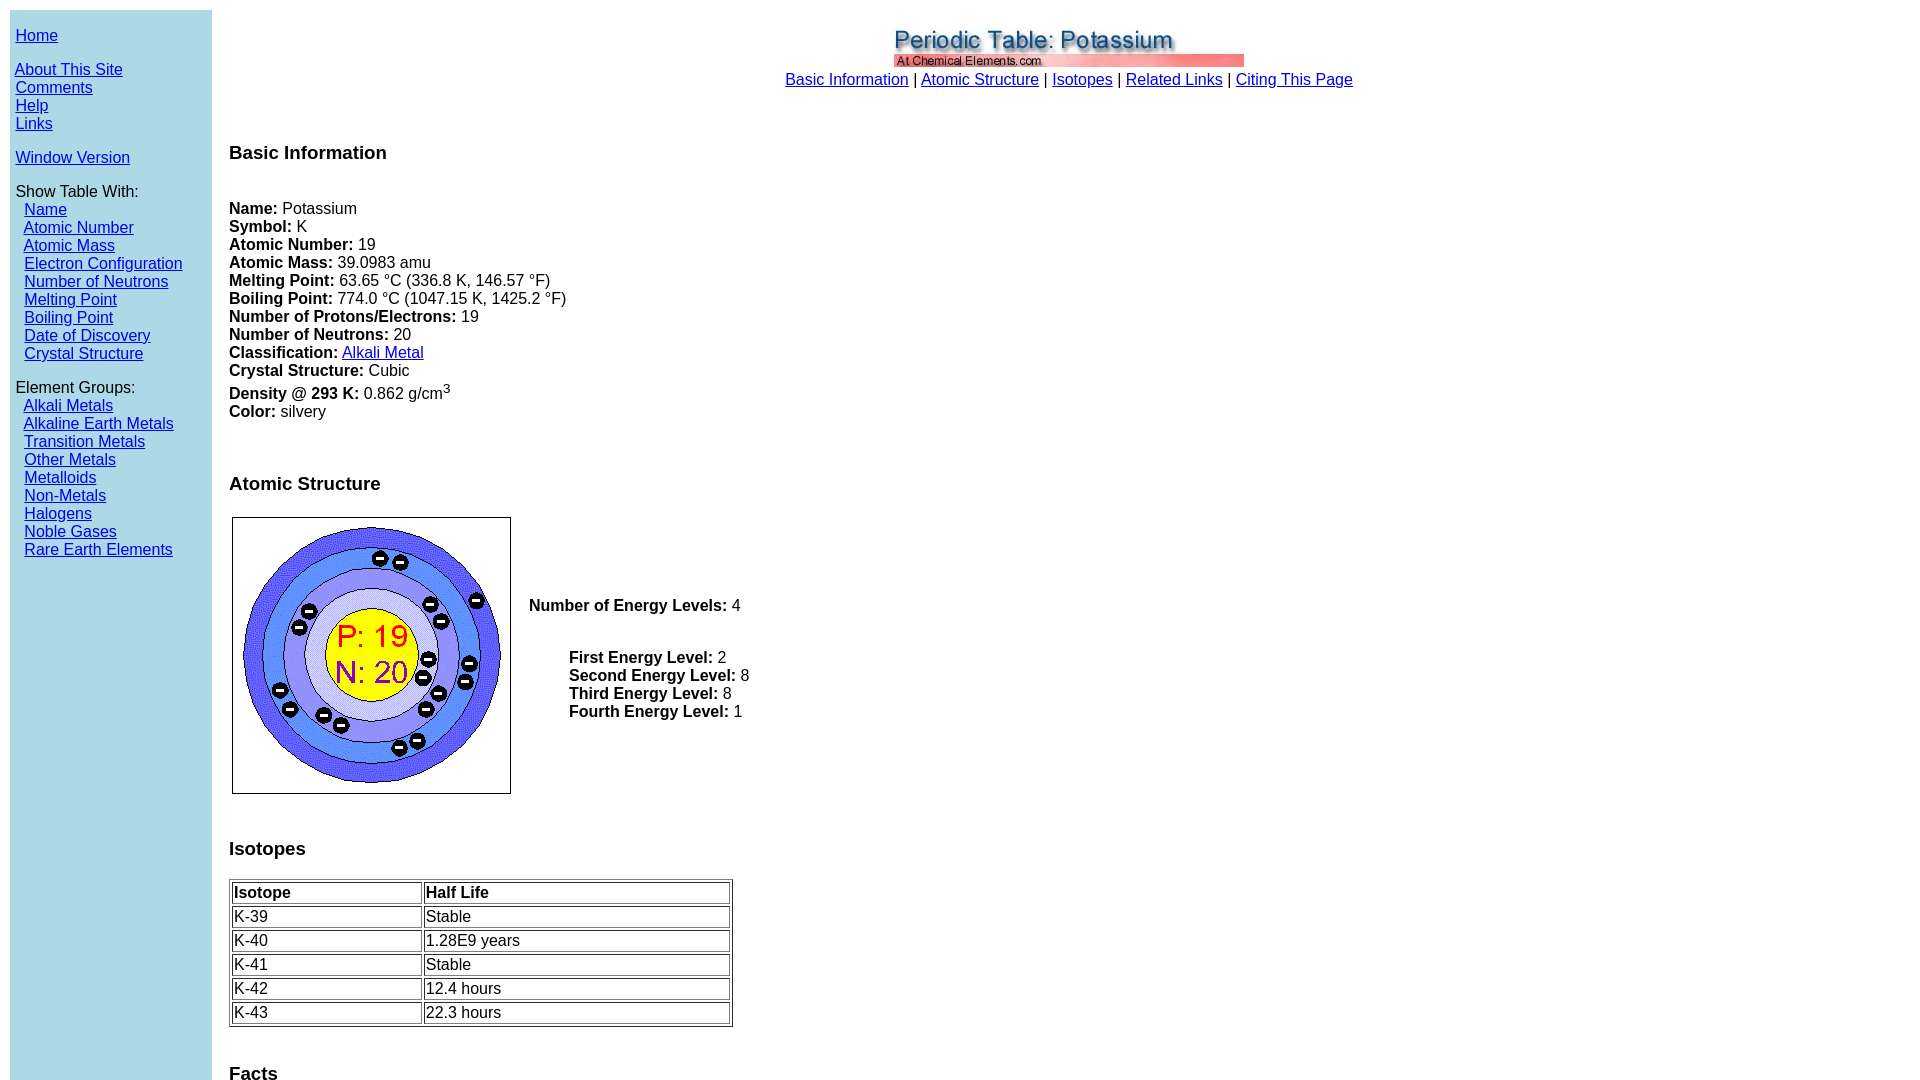 Home
About This Site
Comments
Help
Links
Window Version
Show Table With:
Name
Atomic Number
Atomic Mass
Electron Configuration
Number of Neutrons
Melting Point
Boiling Point
Date of Discovery
Crystal Structure
Element Groups:
Alkali Metals
Alkaline Earth Metals
Transition Metals
Other Metals
Metalloids
Non-Metals
Halogens
Noble Gases
Rare Earth Elements
Periodic Table: Potassium
At Chemical Elements.com
Basic Information | Atomic Structure | Isotopes | Related Links | Citing This Page
Basic Information
Name: Potassium
Symbol: K
Atomic Number: 19
Atomic Mass: 39.0983 amu
Melting Point: 63.65 °C (336.8 K, 146.57 °F)
Boiling Point: 774.0 °C (1047.15 K, 1425.2 °F)
Number of Protons/Electrons: 19
Number of Neutrons: 20
Classification: Alkali Metal
Crystal Structure: Cubic
Density @ 293 K: 0.862 g/cm3
Color: silvery
Atomic Structure
P: 19
N: 20
Number of Energy Levels: 4
First Energy Level: 2
Second Energy Level: 8
Third Energy Level: 8
Fourth Energy Level: 1
Isotopes
Isotope Half Life
K-39 Stable
K-40 1.28E9 years
K-41 Stable
K-42 12.4 hours
K-43 22.3 hours
Facts